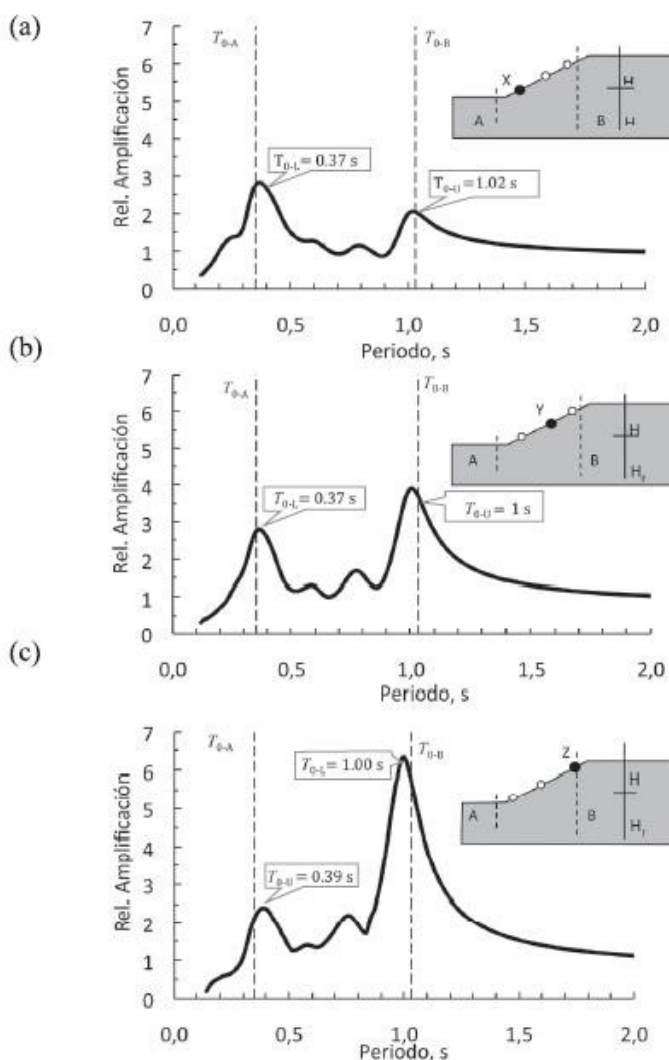 (a)
T0-A
T0-B
Rel. Amplificación
7
6
5
4
3
2
1
0
T0-L = 0.37 s
T0-U = 1.02 s
X
A
B
H
H
0,0
0,5
1,0
1,5
2,0
Periodo, s
(b)
T0-A
T0-B
Rel. Amplificación
7
6
5
4
3
2
1
0
T0-L = 0.37 s
T0-U = 1 s
Y
A
B
H
Hr
0,0
0,5
1,0
1,5
2,0
Periodo, s
(c)
T0-A
T0-B
Rel. Amplificación
7
6
5
4
3
2
1
0
T0-L = 1.00 s
T0-U = 0.39 s
Z
A
B
H
Hr
0,0
0,5
1,0
1,5
2,0
Periodo, s